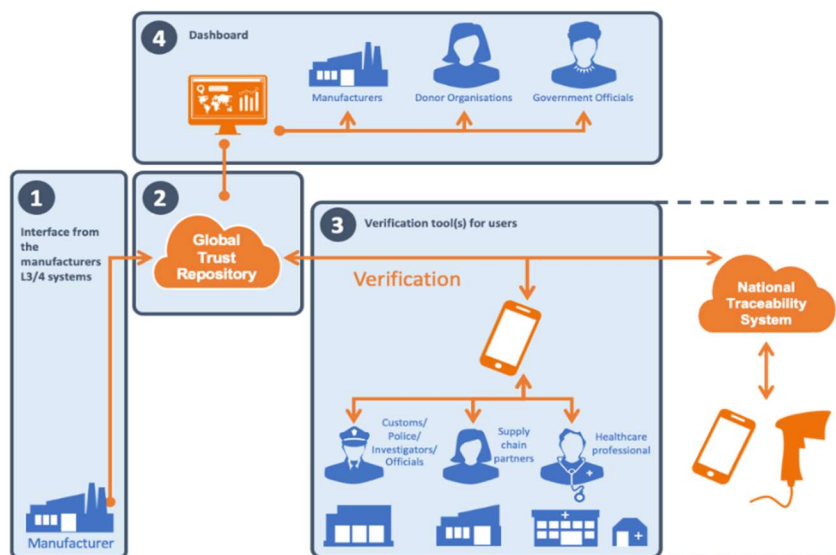 4
Dashboard
Manufacturers
Donor Organisations
Government Officials
1
Interface from
the
manufacturers
L3/4 systems
2
Global
Trust
Repository
3
Verification tool(s) for users
Verification
National
Traceability
System
Customs/
Police/
Investigators/
Officials
Supply
chain
partners
Healthcare
professional
Manufacturer